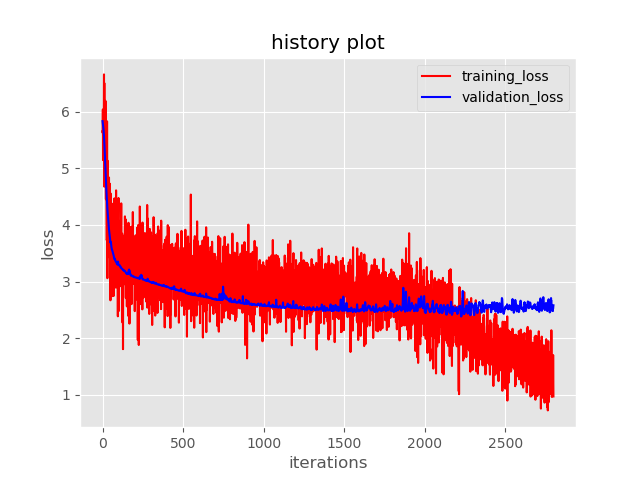 history plot
training_loss
validation_loss
6
5
4
3
2
1
loss
0 500 1000 1500 2000 2500
iterations